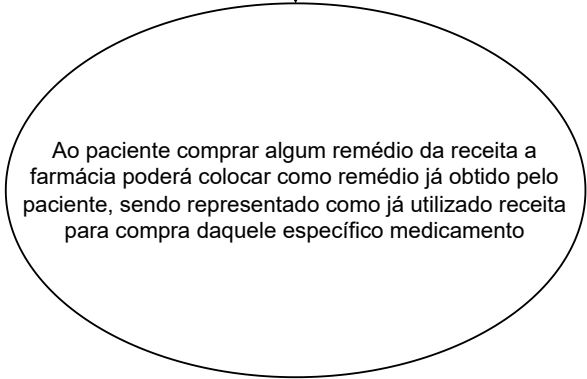 Ao paciente comprar algum remédio da receita a
farmácia poderá colocar como remédio já obtido pelo
paciente, sendo representado como já utilizado receita
para compra daquele específico medicamento